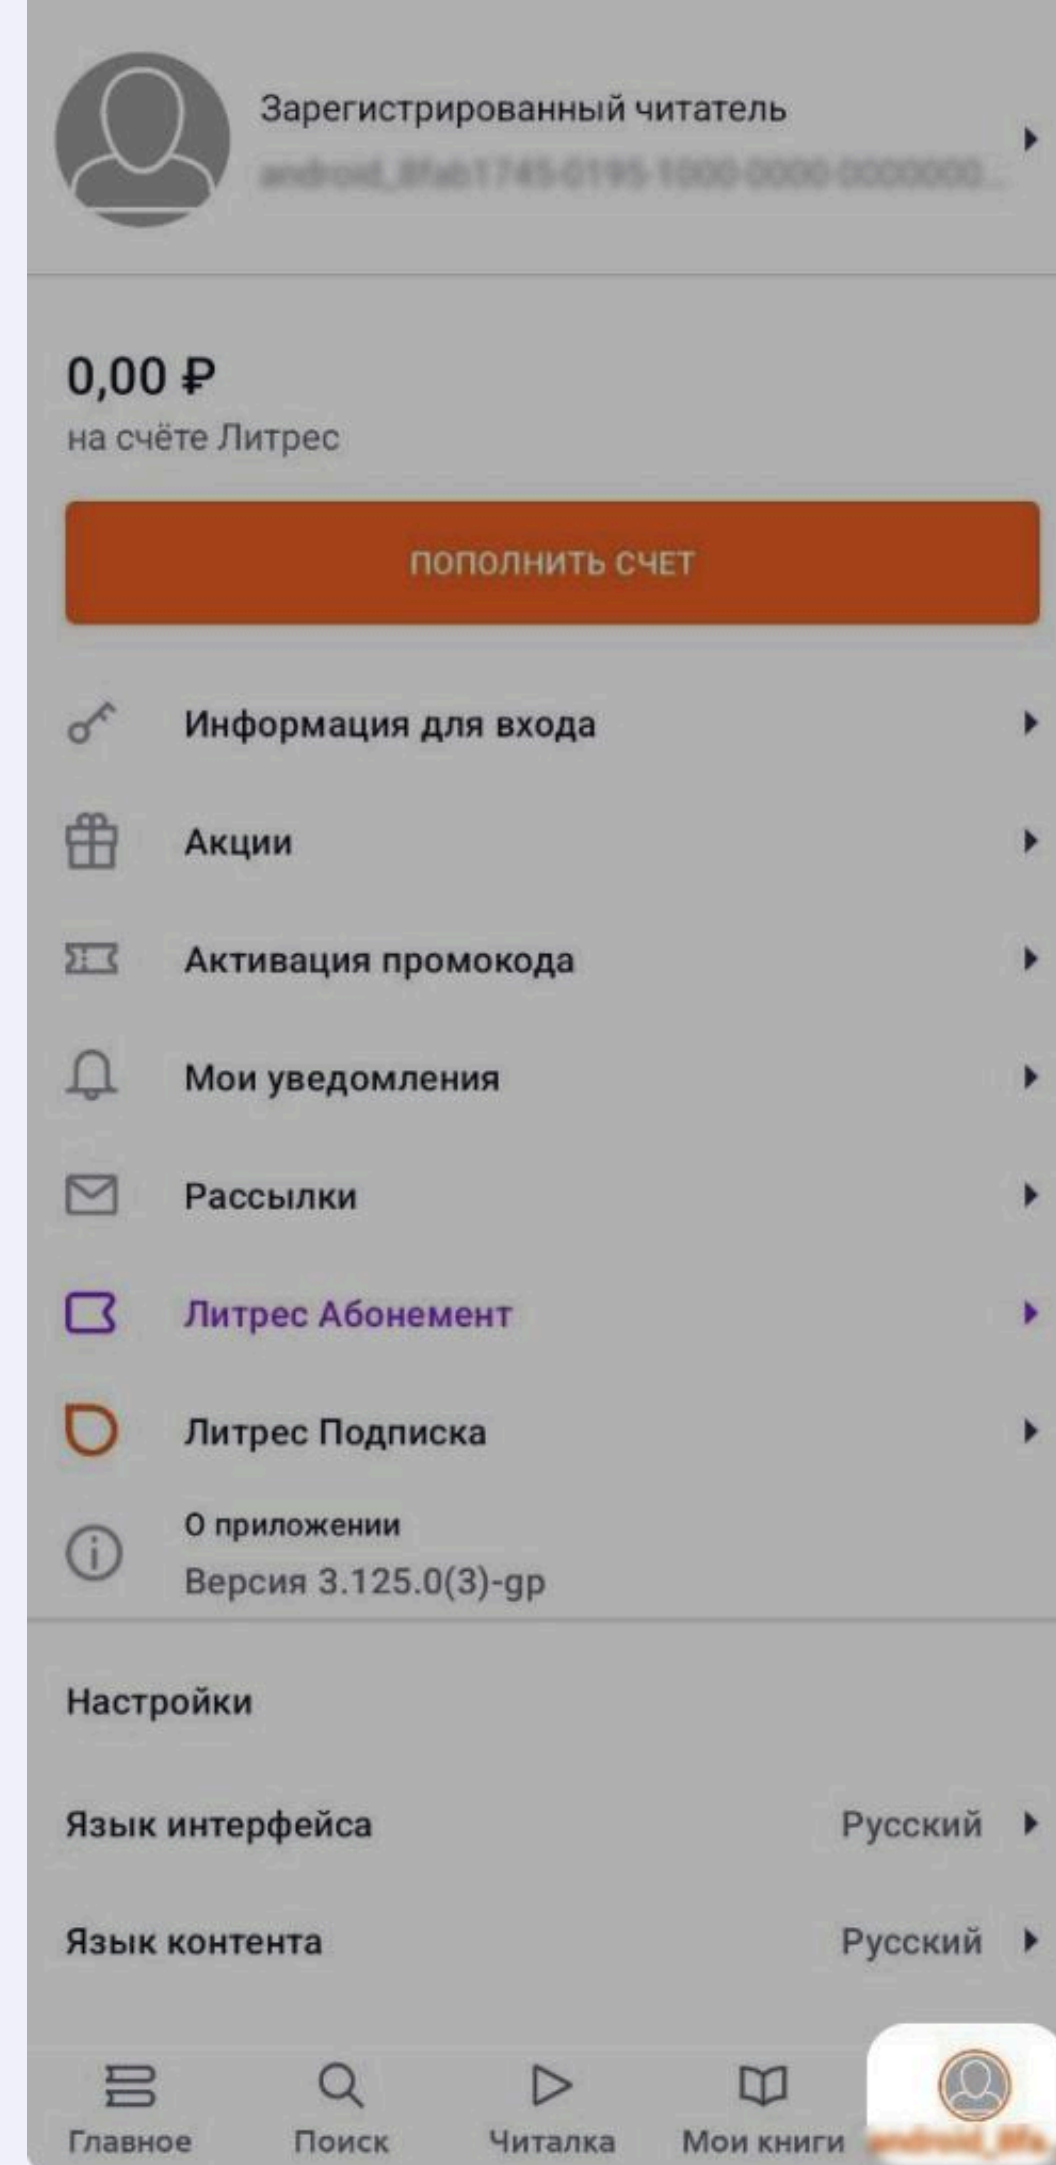 Зарегистрированный читатель
0,00 ₽
на счёте Литрес
ПОПОЛНИТЬ СЧЕТ
Информация для входа
Акции
Активация промокода
Мои уведомления
Рассылки
Литрес Абонемент
Литрес Подписка
О приложении
Версия 3.125.0(3)-gp
Настройки
Язык интерфейса Русский
Язык контента Русский
Главное Поиск Читалка Мои книги